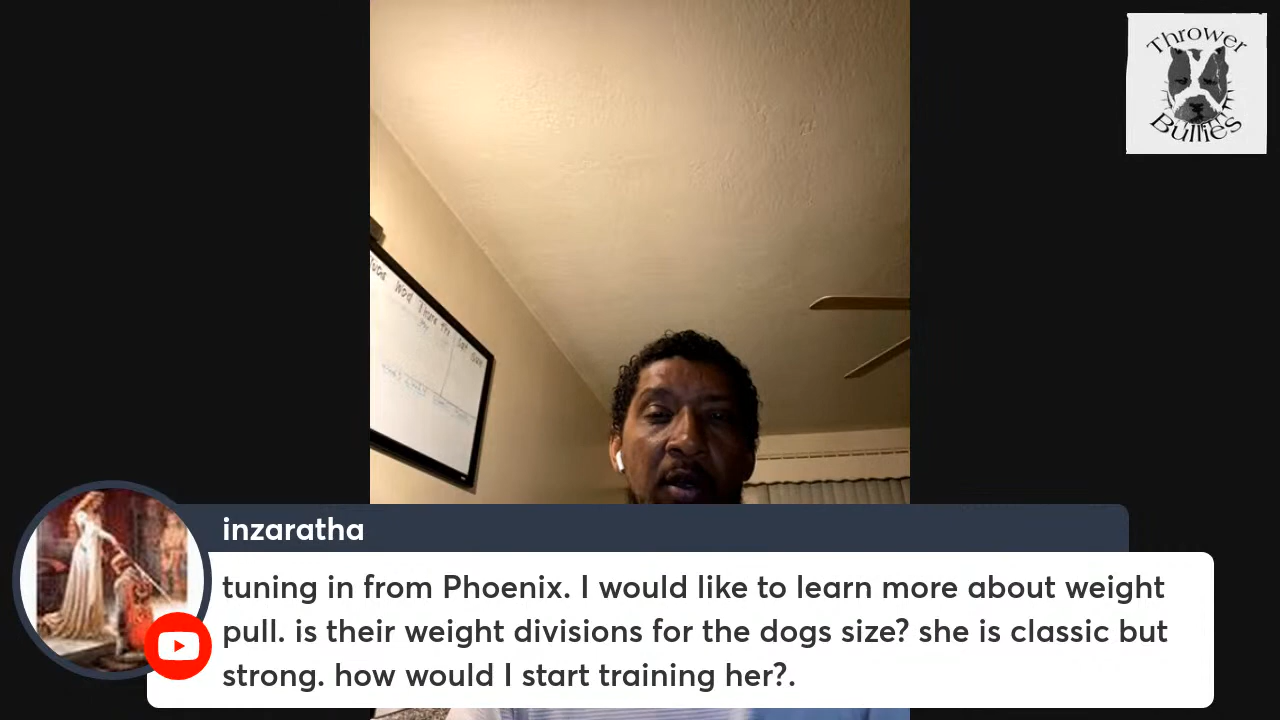 Thrower
Bullies
inzaratha
tuning in from Phoenix. I would like to learn more about weight
pull. is their weight divisions for the dogs size? she is classic but
strong. how would I start training her?.